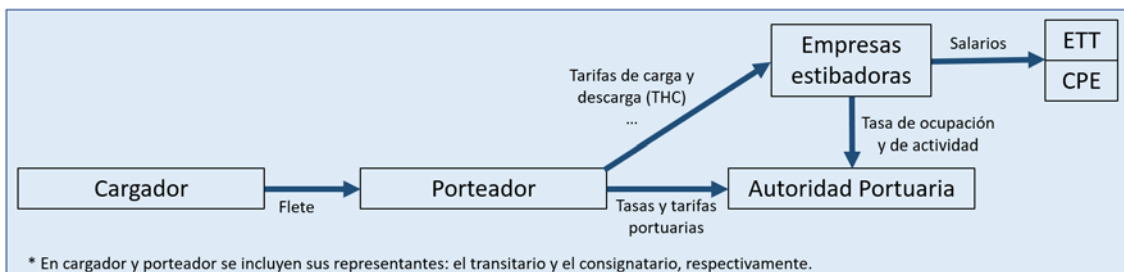 Empresas
estibadoras
Salarios
ETT
CPE
Tarifas de carga y
descarga (THC)
...
Tasa de ocupación
y de actividad
Cargador
Flete
Porteador
Tasas y tarifas
portuarias
Autoridad Portuaria
* En cargador y porteador se incluyen sus representantes: el transitario y el consignatario, respectivamente.